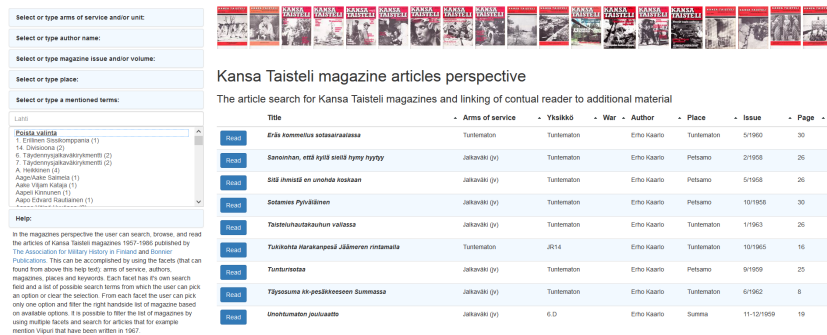 Select or type arms of service and/or unit:
Select or type author name:
Select or type magazine issue and/or volume:
Select or type place:
Select or type a mentioned terms:
Lahti
Poista valinta
1. Erillinen Sissikomppania (1)
14. Divisioona (2)
6. Täydennysjalkaväkirykmentti (2)
7. Täydennysjalkaväkirykmentti (2)
A. Heikkinen (4)
Aage/Aake Salmela (1)
Aake Viljam Kataja (1)
Aapeli Kinnunen (1)
Aapo Edvard Rautiainen (1)
Help:
In the magazines perspective the user can search, browse, and read
the articles of Kansa Taisteli magazines 1957-1986 published by
The Association for Military History in Finland and Bonnier
Publications. This can be accomplished by using the facets (that can
found from above this help text): arms of service, authors,
magazines, places and keywords. Each facet has it's own search
field and a list of possible search terms from which the user can pick
an option or clear the selection. From each facet the user can pick
only one option and filter the right handside list of magazine based
on available options. It is possible to filter the list of magazines by
using multiple facets and search for articles that for example
mention Viipuri that have been written in 1967.
KANSA TAISTELI
Kansa Taisteli magazine articles perspective
The article search for Kansa Taisteli magazines and linking of contual reader to additional material
Title Arms of service Yksikkö War Author Place Issue Page
Read Eräs kommellus sotasairaalassa Tuntematon Tuntematon Erho Kaarlo Tuntematon 5/1960 30
Read Sanoinhan, että kyllä siellä hymy hyytyy Jalkaväki (jv) Tuntematon Erho Kaarlo Petsamo 2/1958 26
Read Sitä ihmistä en unohda koskaan Jalkaväki (jv) Tuntematon Erho Kaarlo Petsamo 5/1958 26
Read Sotamies Pylväläinen Jalkaväki (jv) Tuntematon Erho Kaarlo Petsamo 10/1958 30
Read Taisteluhautakauhun vallassa Jalkaväki (jv) Tuntematon Erho Kaarlo Tuntematon 1/1963 26
Read Tukikohta Harakanpesä Jäämeren rintamalla Tuntematon JR14 Erho Kaarlo Tuntematon 10/1965 16
Read Tunturisotaa Jalkaväki (jv) Tuntematon Erho Kaarlo Petsamo 9/1959 25
Read Täysosuma kk-pesäkkeeseen Summassa Jalkaväki (jv) Tuntematon Erho Kaarlo Tuntematon 6/1962 8
Read Unohtumaton jouluaatto Jalkaväki (jv) 6.D Erho Kaarlo Summa 11-12/1959 19